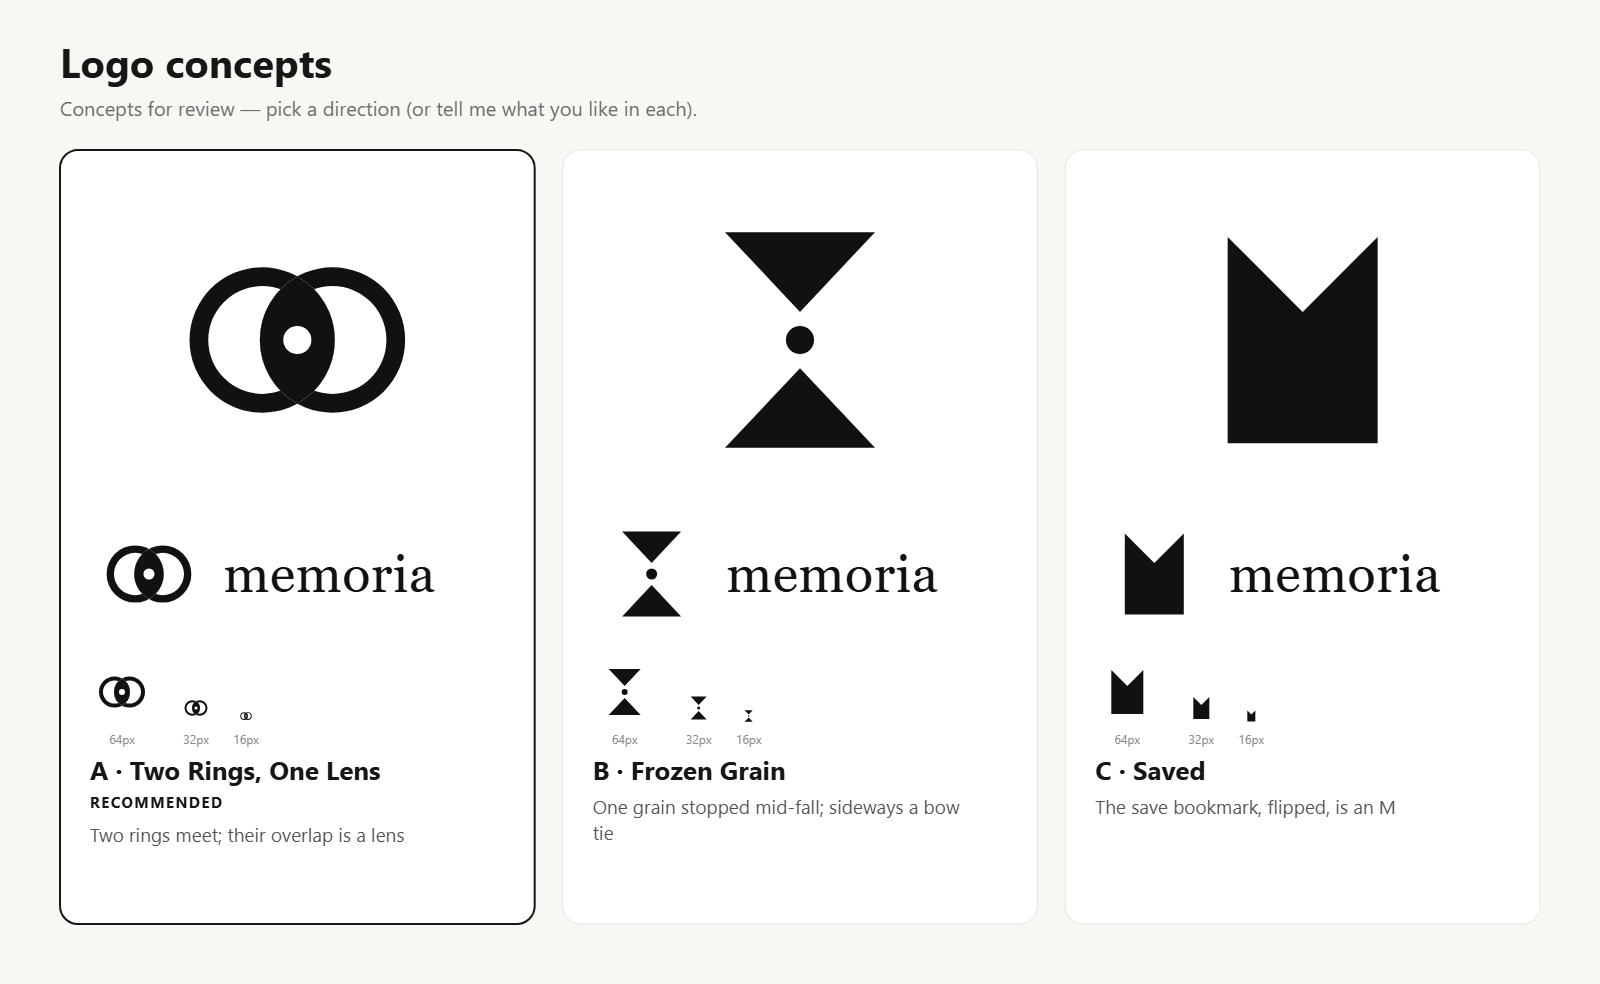 Logo concepts
Concepts for review — pick a direction (or tell me what you like in each).
memoria
64px 32px 16px
A · Two Rings, One Lens
RECOMMENDED
Two rings meet; their overlap is a lens
memoria
64px 32px 16px
B · Frozen Grain
One grain stopped mid-fall; sideways a bow
tie
memoria
64px 32px 16px
C · Saved
The save bookmark, flipped, is an M